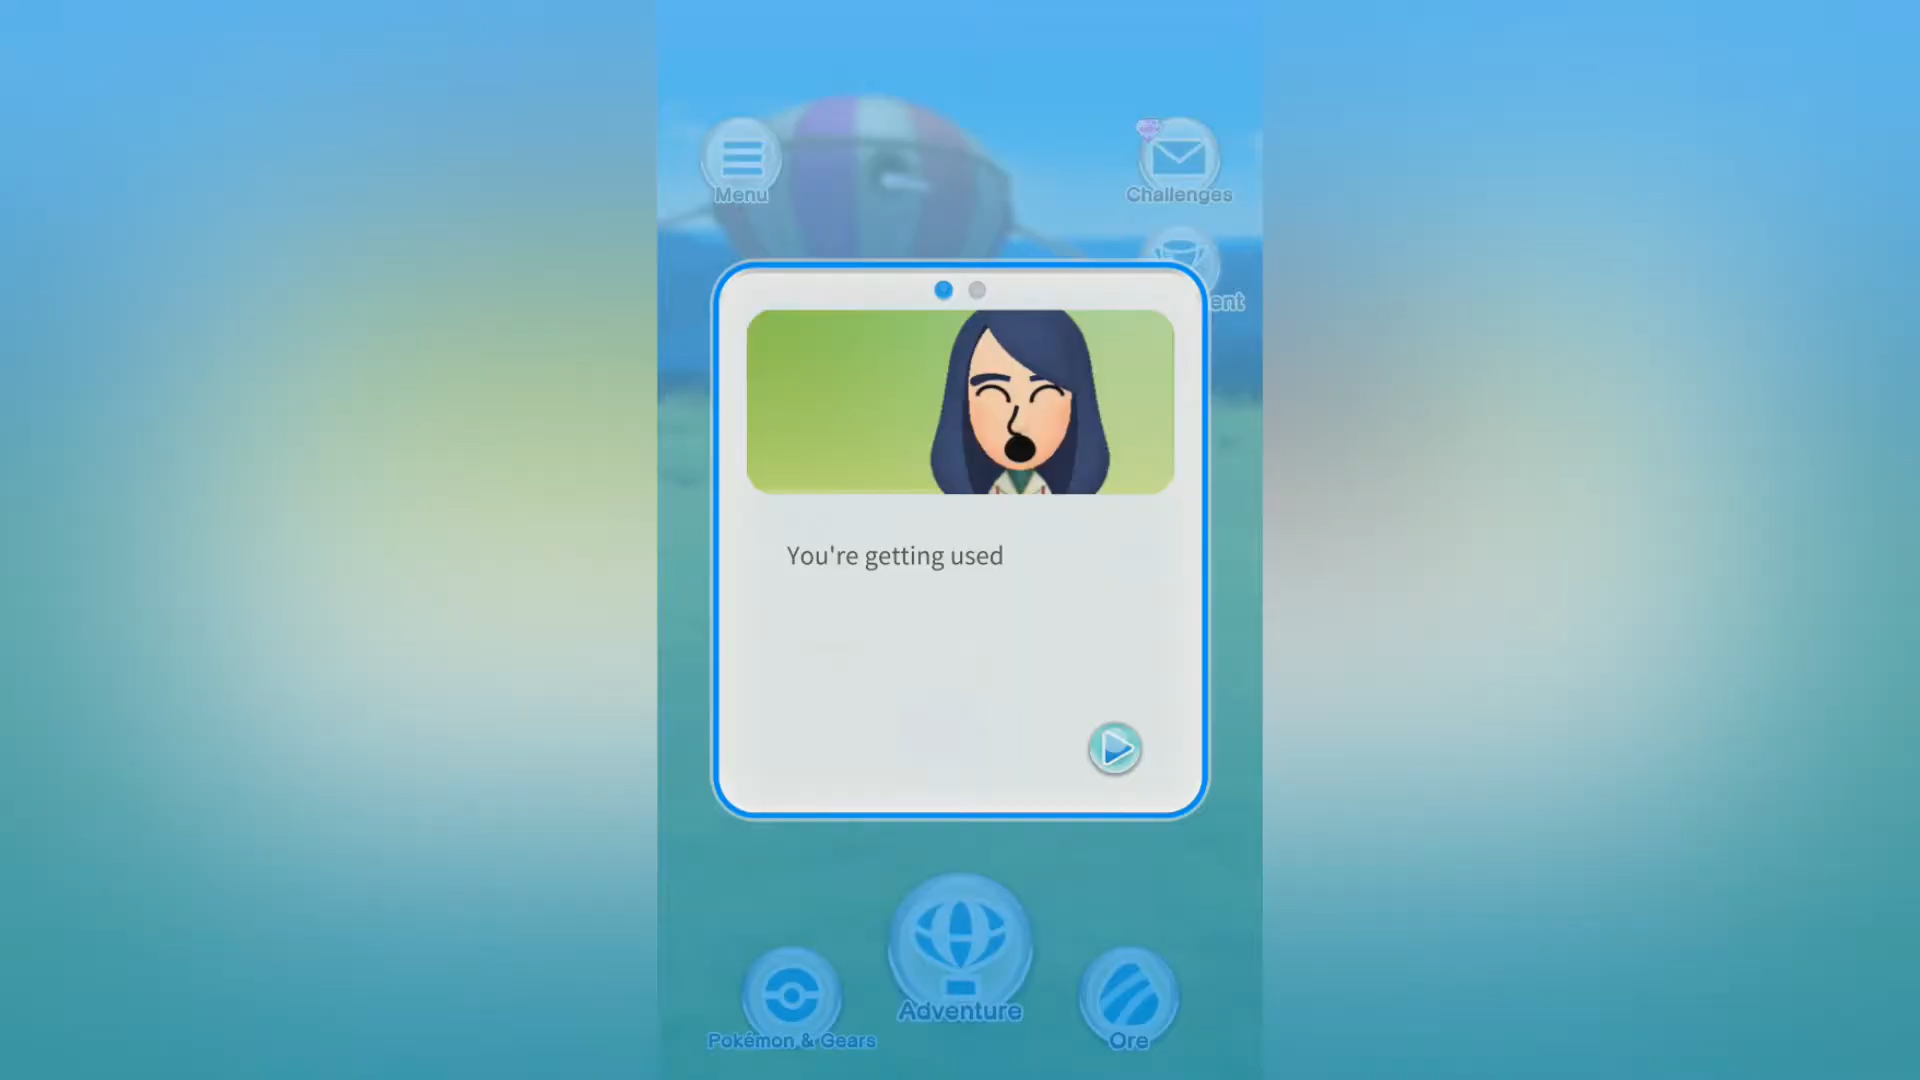 Menu
Challenges
ent
You're getting used
Adventure
Pokémon & Gears
Ore